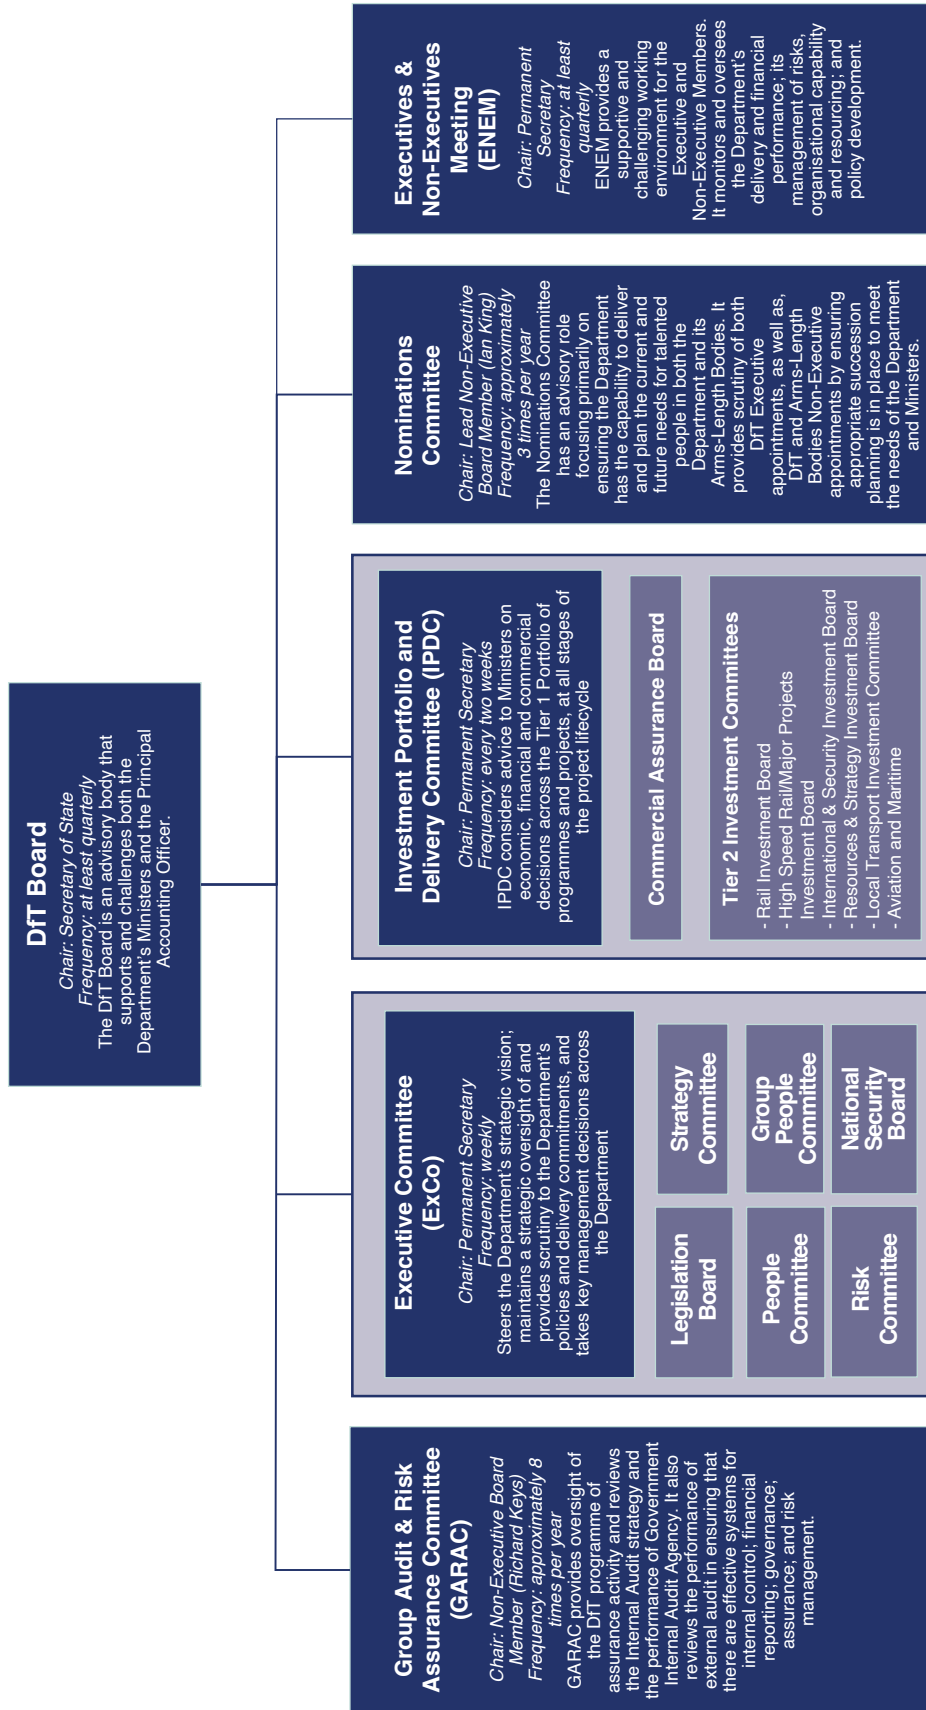 DfT Board
Chair: Secretary of State
Frequency: at least quarterly
The DfT Board is an advisory body that
supports and challenges both the
Department's Ministers and the Principal
Accounting Officer.
Group Audit & Risk
Assurance Committee
(GARAC)
Chair: Non-Executive Board
Member (Richard Keys)
Frequency: approximately 8
times per year
GARAC provides oversight of
the DfT programme of
assurance activity and reviews
the Internal Audit strategy and
the performance of Government
Internal Audit Agency. It also
reviews the performance of
external audit in ensuring that
there are effective systems for
internal control; financial
reporting; governance;
assurance; and risk
management.
Executive Committee
(ExCo)
Chair: Permanent Secretary
Frequency: weekly
Steers the Department's strategic vision;
maintains a strategic oversight of and
provides scrutiny to the Department's
policies and delivery commitments, and
takes key management decisions across
the Department
Legislation
Board
Strategy
Committee
People
Committee
Group
People
Committee
Risk
Committee
National
Security
Board
Investment Portfolio and
Delivery Committee (IPDC)
Chair: Permanent Secretary
Frequency: every two weeks
IPDC considers advice to Ministers on
economic, financial and commercial
decisions across the Tier 1 Portfolio of
programmes and projects, at all stages of
the project lifecycle
Commercial Assurance Board
Tier 2 Investment Committees
- Rail Investment Board
- High Speed Rail/Major Projects
Investment Board
- International & Security Investment Board
- Resources & Strategy Investment Board
- Local Transport Investment Committee
- Aviation and Maritime
Nominations
Committee
Chair: Lead Non-Executive
Board Member (Ian King)
Frequency: approximately
3 times per year
The Nominations Committee
has an advisory role
focusing primarily on
ensuring the Department
has the capability to deliver
and plan the current and
future needs for talented
people in both the
Department and its
Arms-Length Bodies. It
provides scrutiny of both
DfT Executive
appointments, as well as,
DfT and Arms-Length
Bodies Non-Executive
appointments by ensuring
appropriate succession
planning is in place to meet
the needs of the Department
and Ministers.
Executives &
Non-Executives
Meeting
(ENEM)
Chair: Permanent
Secretary
Frequency: at least
quarterly
ENEM provides a
supportive and
challenging working
environment for the
Executive and
Non-Executive Members.
It monitors and oversees
the Department's
delivery and financial
performance; its
management of risks,
organisational capability
and resourcing; and
policy development.